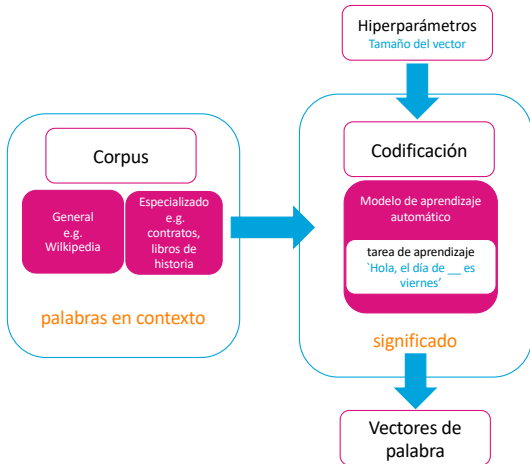 Hiperparámetros
Tamaño del vector
Corpus
General
e.g.
Wilkipedia
Especializado
e.g.
contratos,
libros de
historia
palabras en contexto
Codificación
Modelo de aprendizaje
automático
tarea de aprendizaje
`Hola, el día de __ es
viernes’
significado
Vectores de
palabra